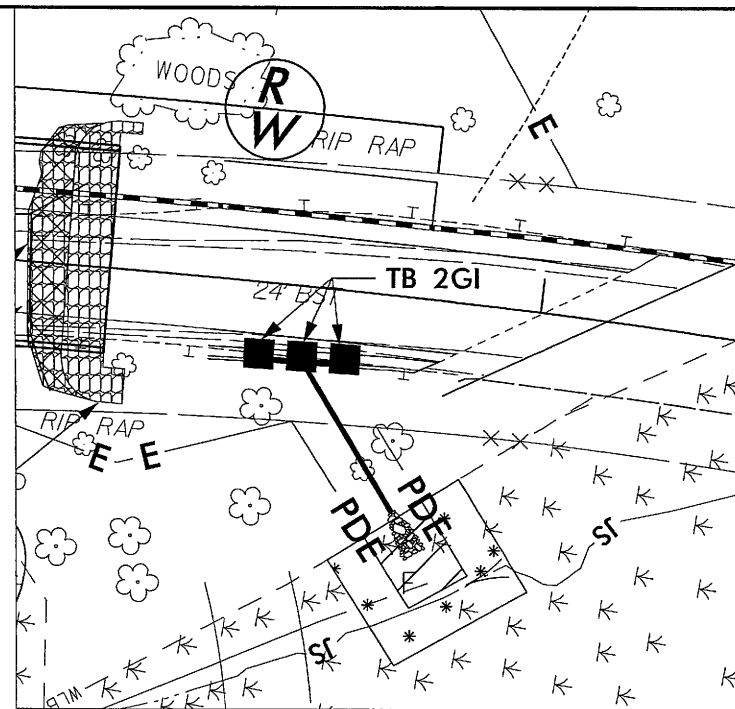 WOODS
R
W
RIP RAP
E
TB 2GI
24' BST
RIP RAP
E E
PDE
PDE
F
JS
JS
WLB